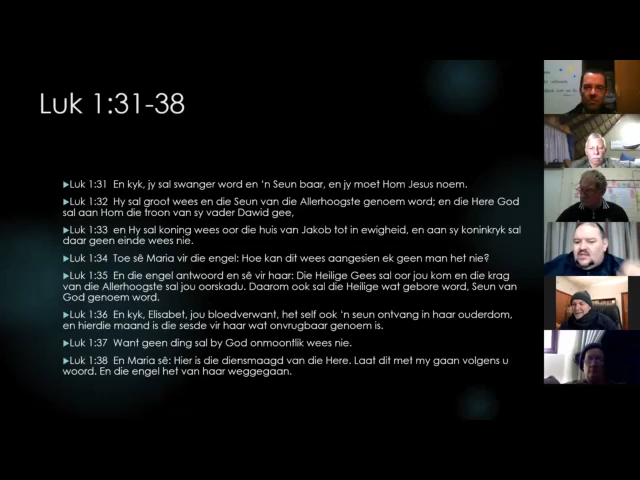 Luk 1:31-38
Luk 1:31 En kyk, jy sal swanger word en 'n Seun baar, en jy moet Hom Jesus noem.
Luk 1:32 Hy sal groot wees en die Seun van die Allerhoogste genoem word; en die Here God
sal aan Hom die troon van sy vader Dawid gee,
Luk 1:33 en Hy sal koning wees oor die huis van Jakob tot in ewigheid, en aan sy koninkryk sal
daar geen einde wees nie.
Luk 1:34 Toe sê Maria vir die engel: Hoe kan dit wees aangesien ek geen man het nie?
Luk 1:35 En die engel antwoord en sê vir haar: Die Heilige Gees sal oor jou kom en die krag
van die Allerhoogste sal jou oorskadu. Daarom ook sal die Heilige wat gebore word, Seun van
God genoem word.
Luk 1:36 En kyk, Elisabet, jou bloedverwant, het self ook 'n seun ontvang in haar ouderdom,
en hierdie maand is die sesde vir haar wat onvrugbaar genoem is.
Luk 1:37 Want geen ding sal by God onmoontlik wees nie.
Luk 1:38 En Maria sê: Hier is die diensmaagd van die Here. Laat dit met my gaan volgens u
woord. En die engel het van haar weggegaan.